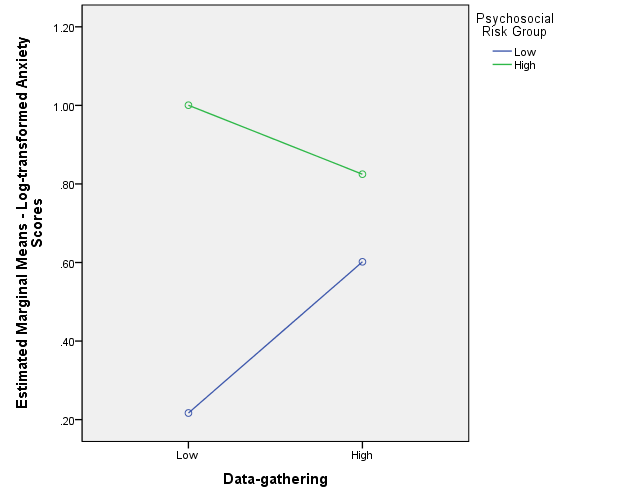 Estimated Marginal Means - Log-transformed Anxiety
Scores
1.20
1.00
.80
.60
.40
.20
Low
High
Data-gathering
Psychosocial
Risk Group
Low
High